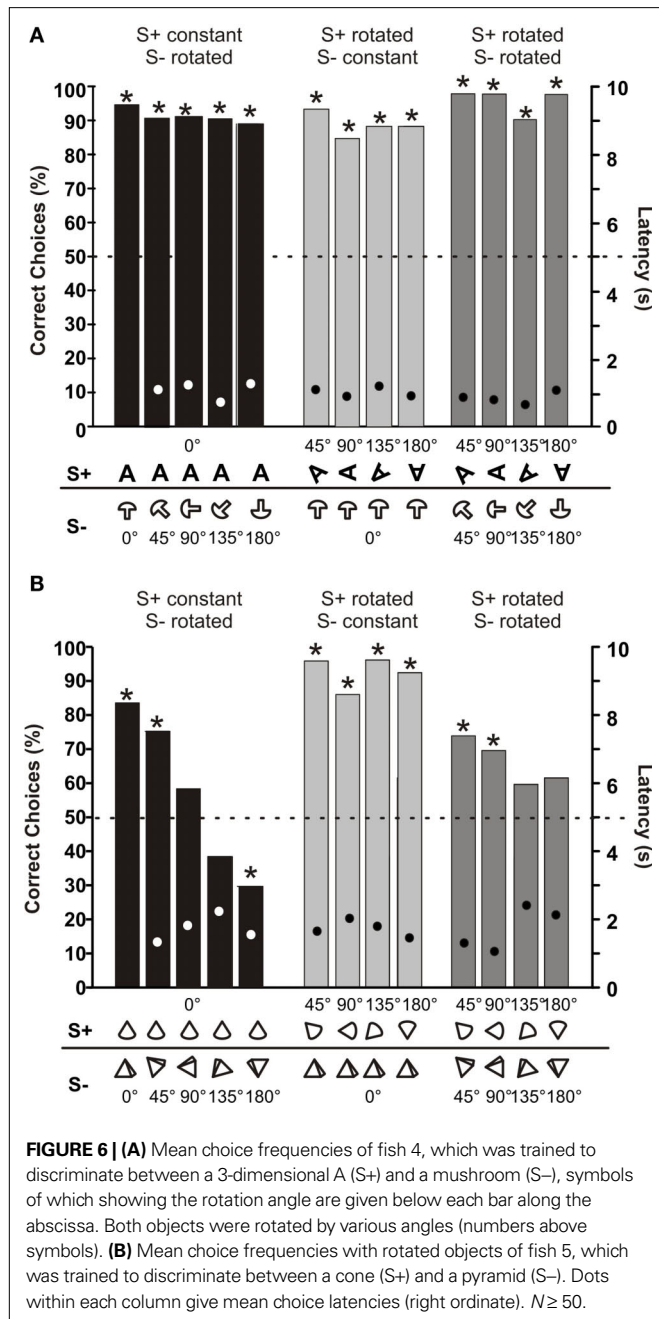 A
S+ constant S+ rotated S+ rotated
S- rotated S- constant S- rotated
100 10
90
80 8
70
60 6
50
40 4
30
20 2
10
0 0
Correct Choices (%)
Latency (s)
* * * * * * * * * * * * *
0° 45° 90° 135° 180° 45° 90° 135° 180°
S+ A A A A A A A A A A A A A
S-
0° 45° 90° 135° 180° 0° 45° 90° 135° 180°
B
S+ constant S+ rotated S+ rotated
S- rotated S- constant S- rotated
100 10
90
80 8
70
60 6
50
40 4
30
20 2
10
0 0
Correct Choices (%)
Latency (s)
* * * * * * * * *
0° 45° 90° 135° 180° 45° 90° 135° 180°
S+
S-
0° 45° 90° 135° 180° 0° 45° 90° 135° 180°
FIGURE 6 | (A) Mean choice frequencies of fish 4, which was trained to
discriminate between a 3-dimensional A (S+) and a mushroom (S–), symbols
of which showing the rotation angle are given below each bar along the
abscissa. Both objects were rotated by various angles (numbers above
symbols). (B) Mean choice frequencies with rotated objects of fish 5, which
was trained to discriminate between a cone (S+) and a pyramid (S–). Dots
within each column give mean choice latencies (right ordinate). N ≥ 50.